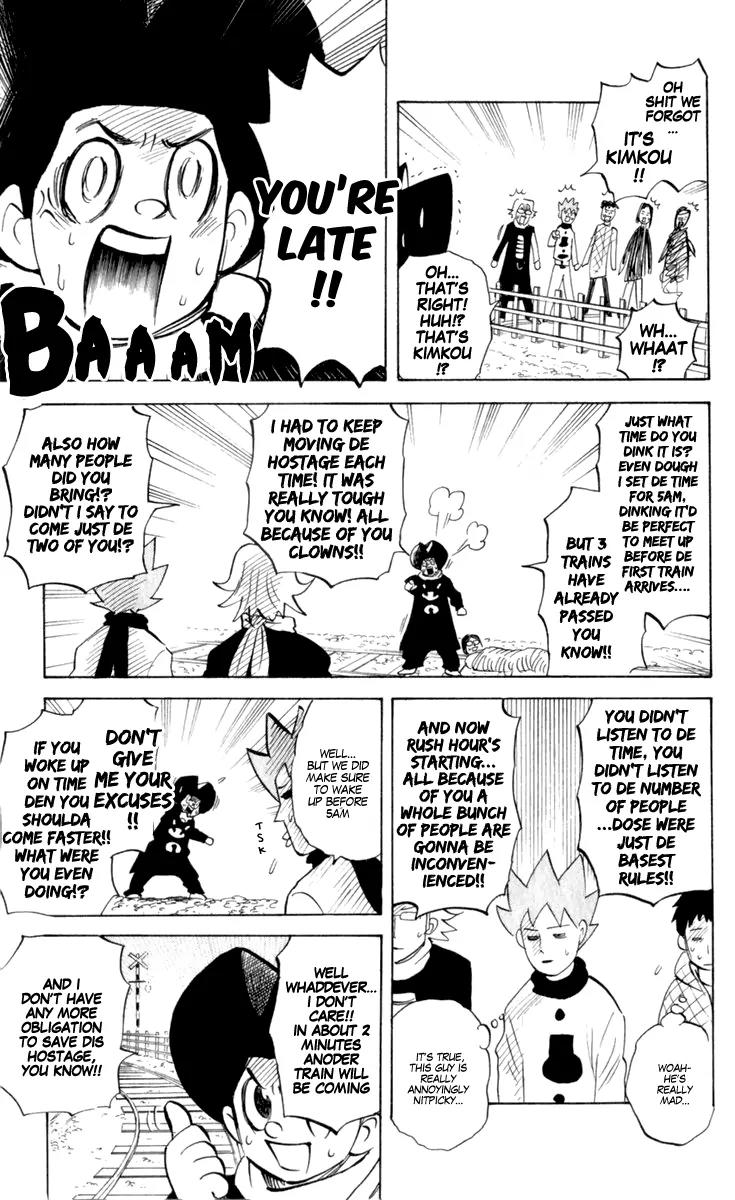 OH
SHIT WE
FORGOT
...
IT'S
KIMKOU
!!
OH...
THAT'S
RIGHT!
HUH!?
THAT'S
KIMKOU
!?
WH...
WHAAT
!?
YOU'RE
LATE
!!
BAAAM
JUST WHAT
TIME DO YOU
DINK IT IS?
EVEN DOUGH
I SET DE TIME
FOR 5AM,
DINKING IT'D
BE PERFECT
TO MEET UP
BEFORE DE
FIRST TRAIN
ARRIVES....
BUT 3
TRAINS
HAVE
ALREADY
PASSED
YOU
KNOW!!
I HAD TO KEEP
MOVING DE
HOSTAGE EACH
TIME! IT WAS
REALLY TOUGH
YOU KNOW! ALL
BECAUSE OF YOU
CLOWNS!!
ALSO HOW
MANY PEOPLE
DID YOU
BRING!?
DIDN'T I SAY TO
COME JUST DE
TWO OF YOU!?
YOU DIDN'T
LISTEN TO DE
TIME, YOU
DIDN'T LISTEN
TO DE NUMBER
OF PEOPLE
...DOSE WERE
JUST DE
BASEST
RULES!!
AND NOW
RUSH HOUR'S
STARTING...
ALL BECAUSE
OF YOU A
WHOLE BUNCH
OF PEOPLE ARE
GONNA BE
INCONVEN-
IENCED!!
WOAH-
HE'S
REALLY
MAD...
IT'S TRUE,
THIS GUY IS
REALLY
ANNOYINGLY
NITPICKY...
WELL...
BUT WE DID
MAKE SURE
TO WAKE
UP BEFORE
5AM
TSK
DON'T
GIVE
ME YOUR
EXCUSES
!!
IF YOU
WOKE UP
ON TIME
DEN YOU
SHOULDA
COME FASTER!!
WHAT WERE
YOU EVEN
DOING!?
WELL
WHADDEVER...
I DON'T
CARE!!
IN ABOUT 2
MINUTES
ANODER
TRAIN WILL
BE
COMING
AND I
DON'T HAVE
ANY MORE
OBLIGATION
TO SAVE DIS
HOSTAGE,
YOU KNOW!!